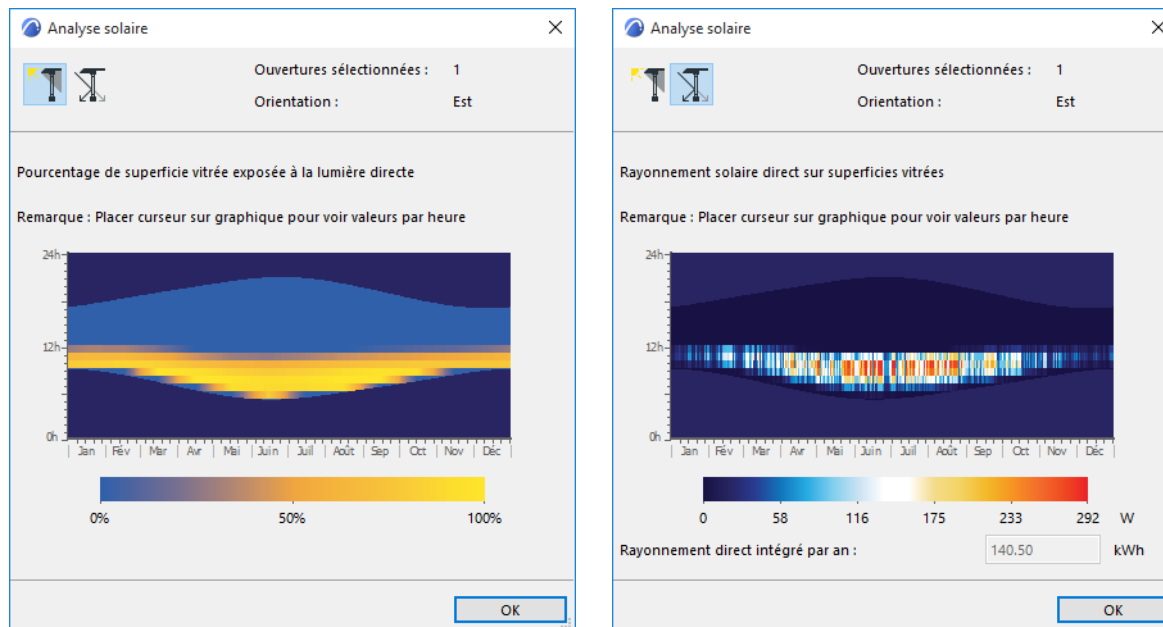 Analyse solaire
Ouvertures sélectionnées : 1
Orientation : Est
Pourcentage de superficie vitrée exposée à la lumière directe
Remarque : Placer curseur sur graphique pour voir valeurs par heure
24h
12h
0h
Jan Fév Mar Avr Mai Juin Juil Août Sep Oct Nov Déc
0% 50% 100%
OK
Analyse solaire
Ouvertures sélectionnées : 1
Orientation : Est
Rayonnement solaire direct sur superficies vitrées
Remarque : Placer curseur sur graphique pour voir valeurs par heure
24h
12h
0h
Jan Fév Mar Avr Mai Juin Juil Août Sep Oct Nov Déc
0 58 116 175 233 292 W
Rayonnement direct intégré par an : 140.50 kWh
OK